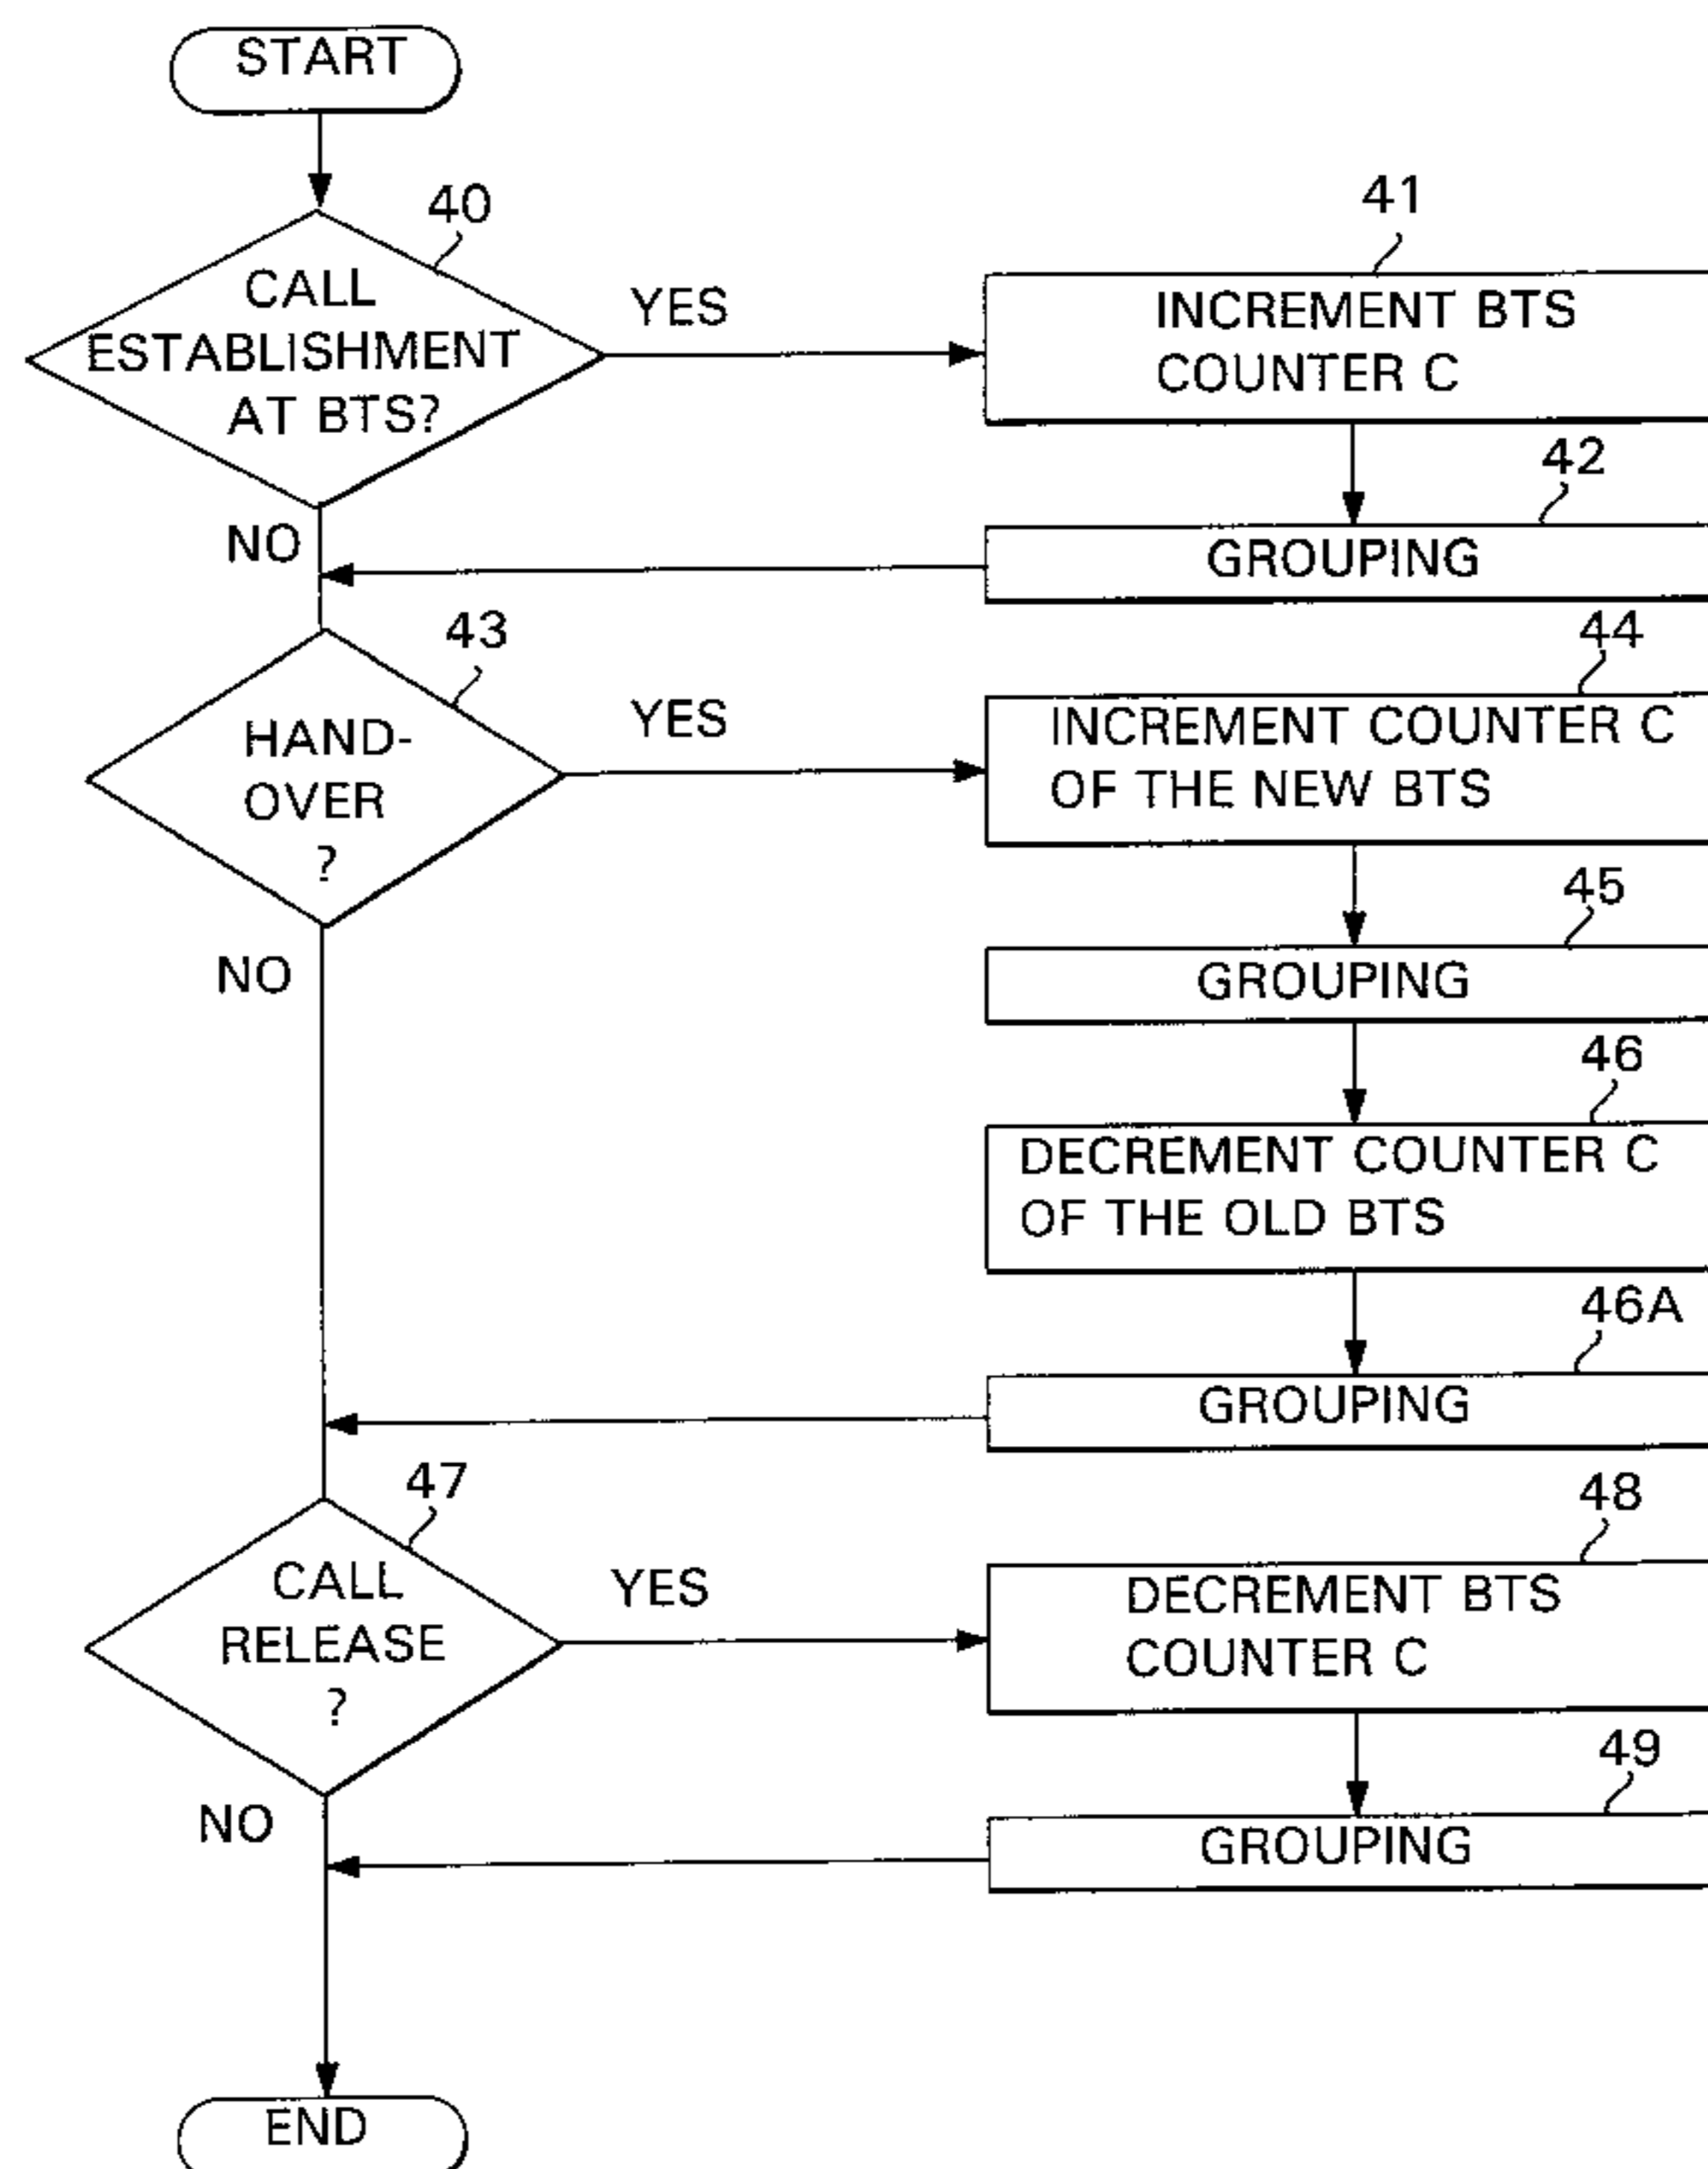 START
40
CALL
ESTABLISHMENT
AT BTS?
YES
NO
41
INCREMENT BTS
COUNTER C
42
GROUPING
43
HAND-
OVER
?
YES
NO
44
INCREMENT COUNTER C
OF THE NEW BTS
45
GROUPING
46
DECREMENT COUNTER C
OF THE OLD BTS
46A
GROUPING
47
CALL
RELEASE
?
YES
NO
48
DECREMENT BTS
COUNTER C
49
GROUPING
END